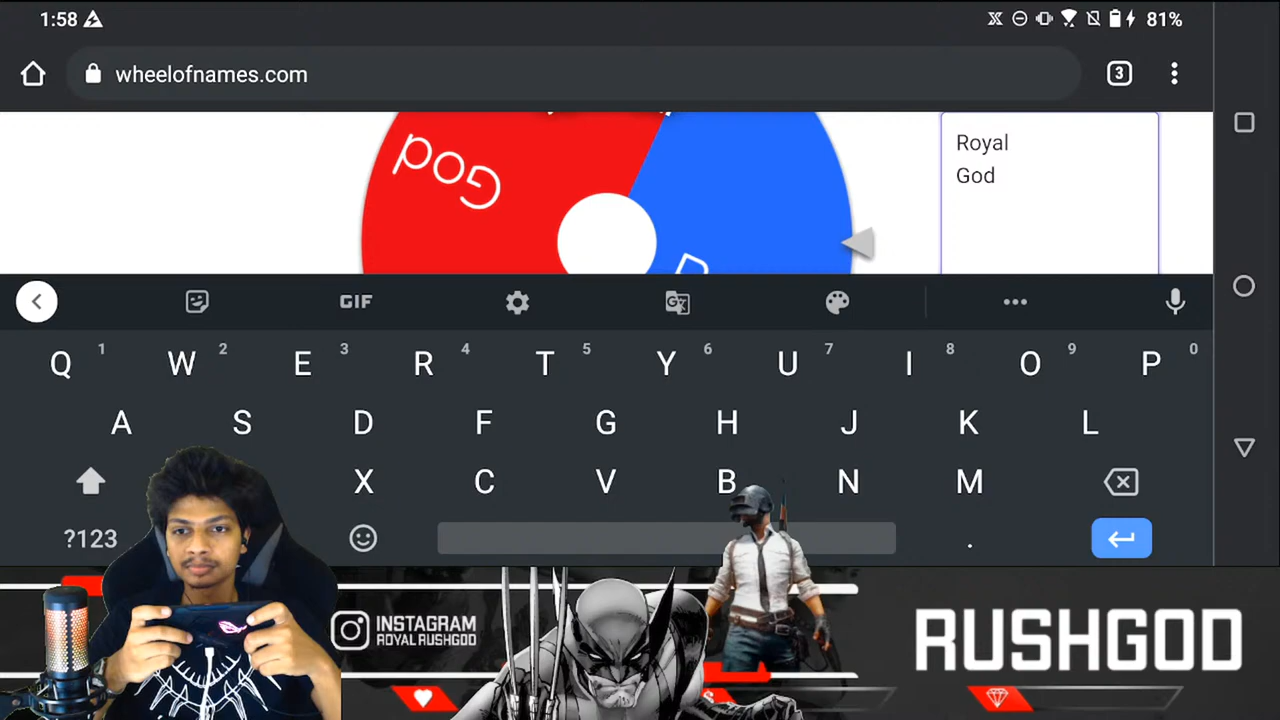 1:58
81%
wheelofnames.com
3
God
Royal
God
GIF
Q 1 W 2 E 3 R 4 T 5 Y 6 U 7 I 8 O 9 P 0
A S D F G H J K L
X C V B N M
?123
.
INSTAGRAM
ROYAL RUSHGOD
RUSHGOD